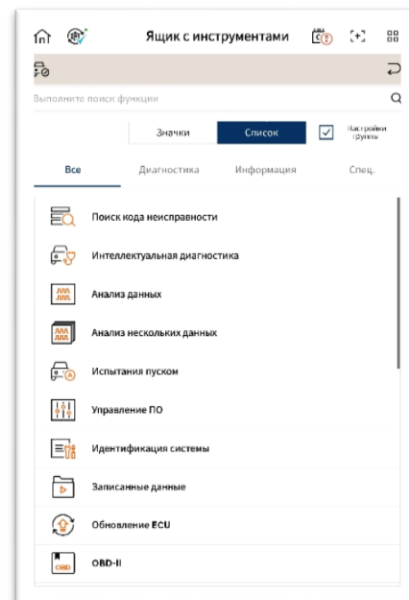 Ящик с инструментами
Выполните поиск функции
Значки
Список
Настройки
группы
Все
Диагностика
Информация
Спец.
Поиск кода неисправности
Интеллектуальная диагностика
Анализ данных
Анализ нескольких данных
Испытания пуском
Управление ПО
Идентификация системы
Записанные данные
Обновление ECU
OBD
OBD-II